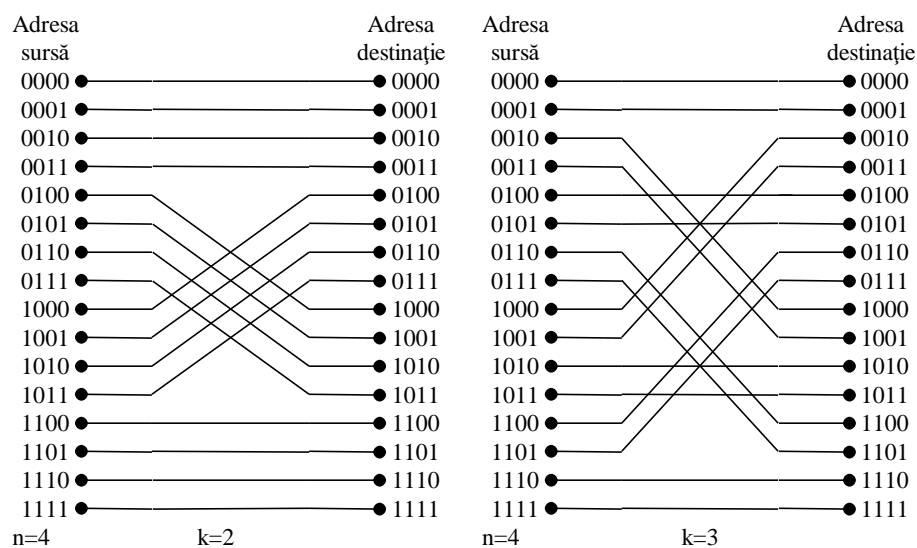 Adresa Adresa Adresa Adresa
sursă destinaţie sursă destinaţie
0000 0000 0000 0000
0001 0001 0001 0001
0010 0010 0010 0010
0011 0011 0011 0011
0100 0100 0100 0100
0101 0101 0101 0101
0110 0110 0110 0110
0111 0111 0111 0111
1000 1000 1000 1000
1001 1001 1001 1001
1010 1010 1010 1010
1011 1011 1011 1011
1100 1100 1100 1100
1101 1101 1101 1101
1110 1110 1110 1110
1111 1111 1111 1111
n=4 k=2 n=4 k=3